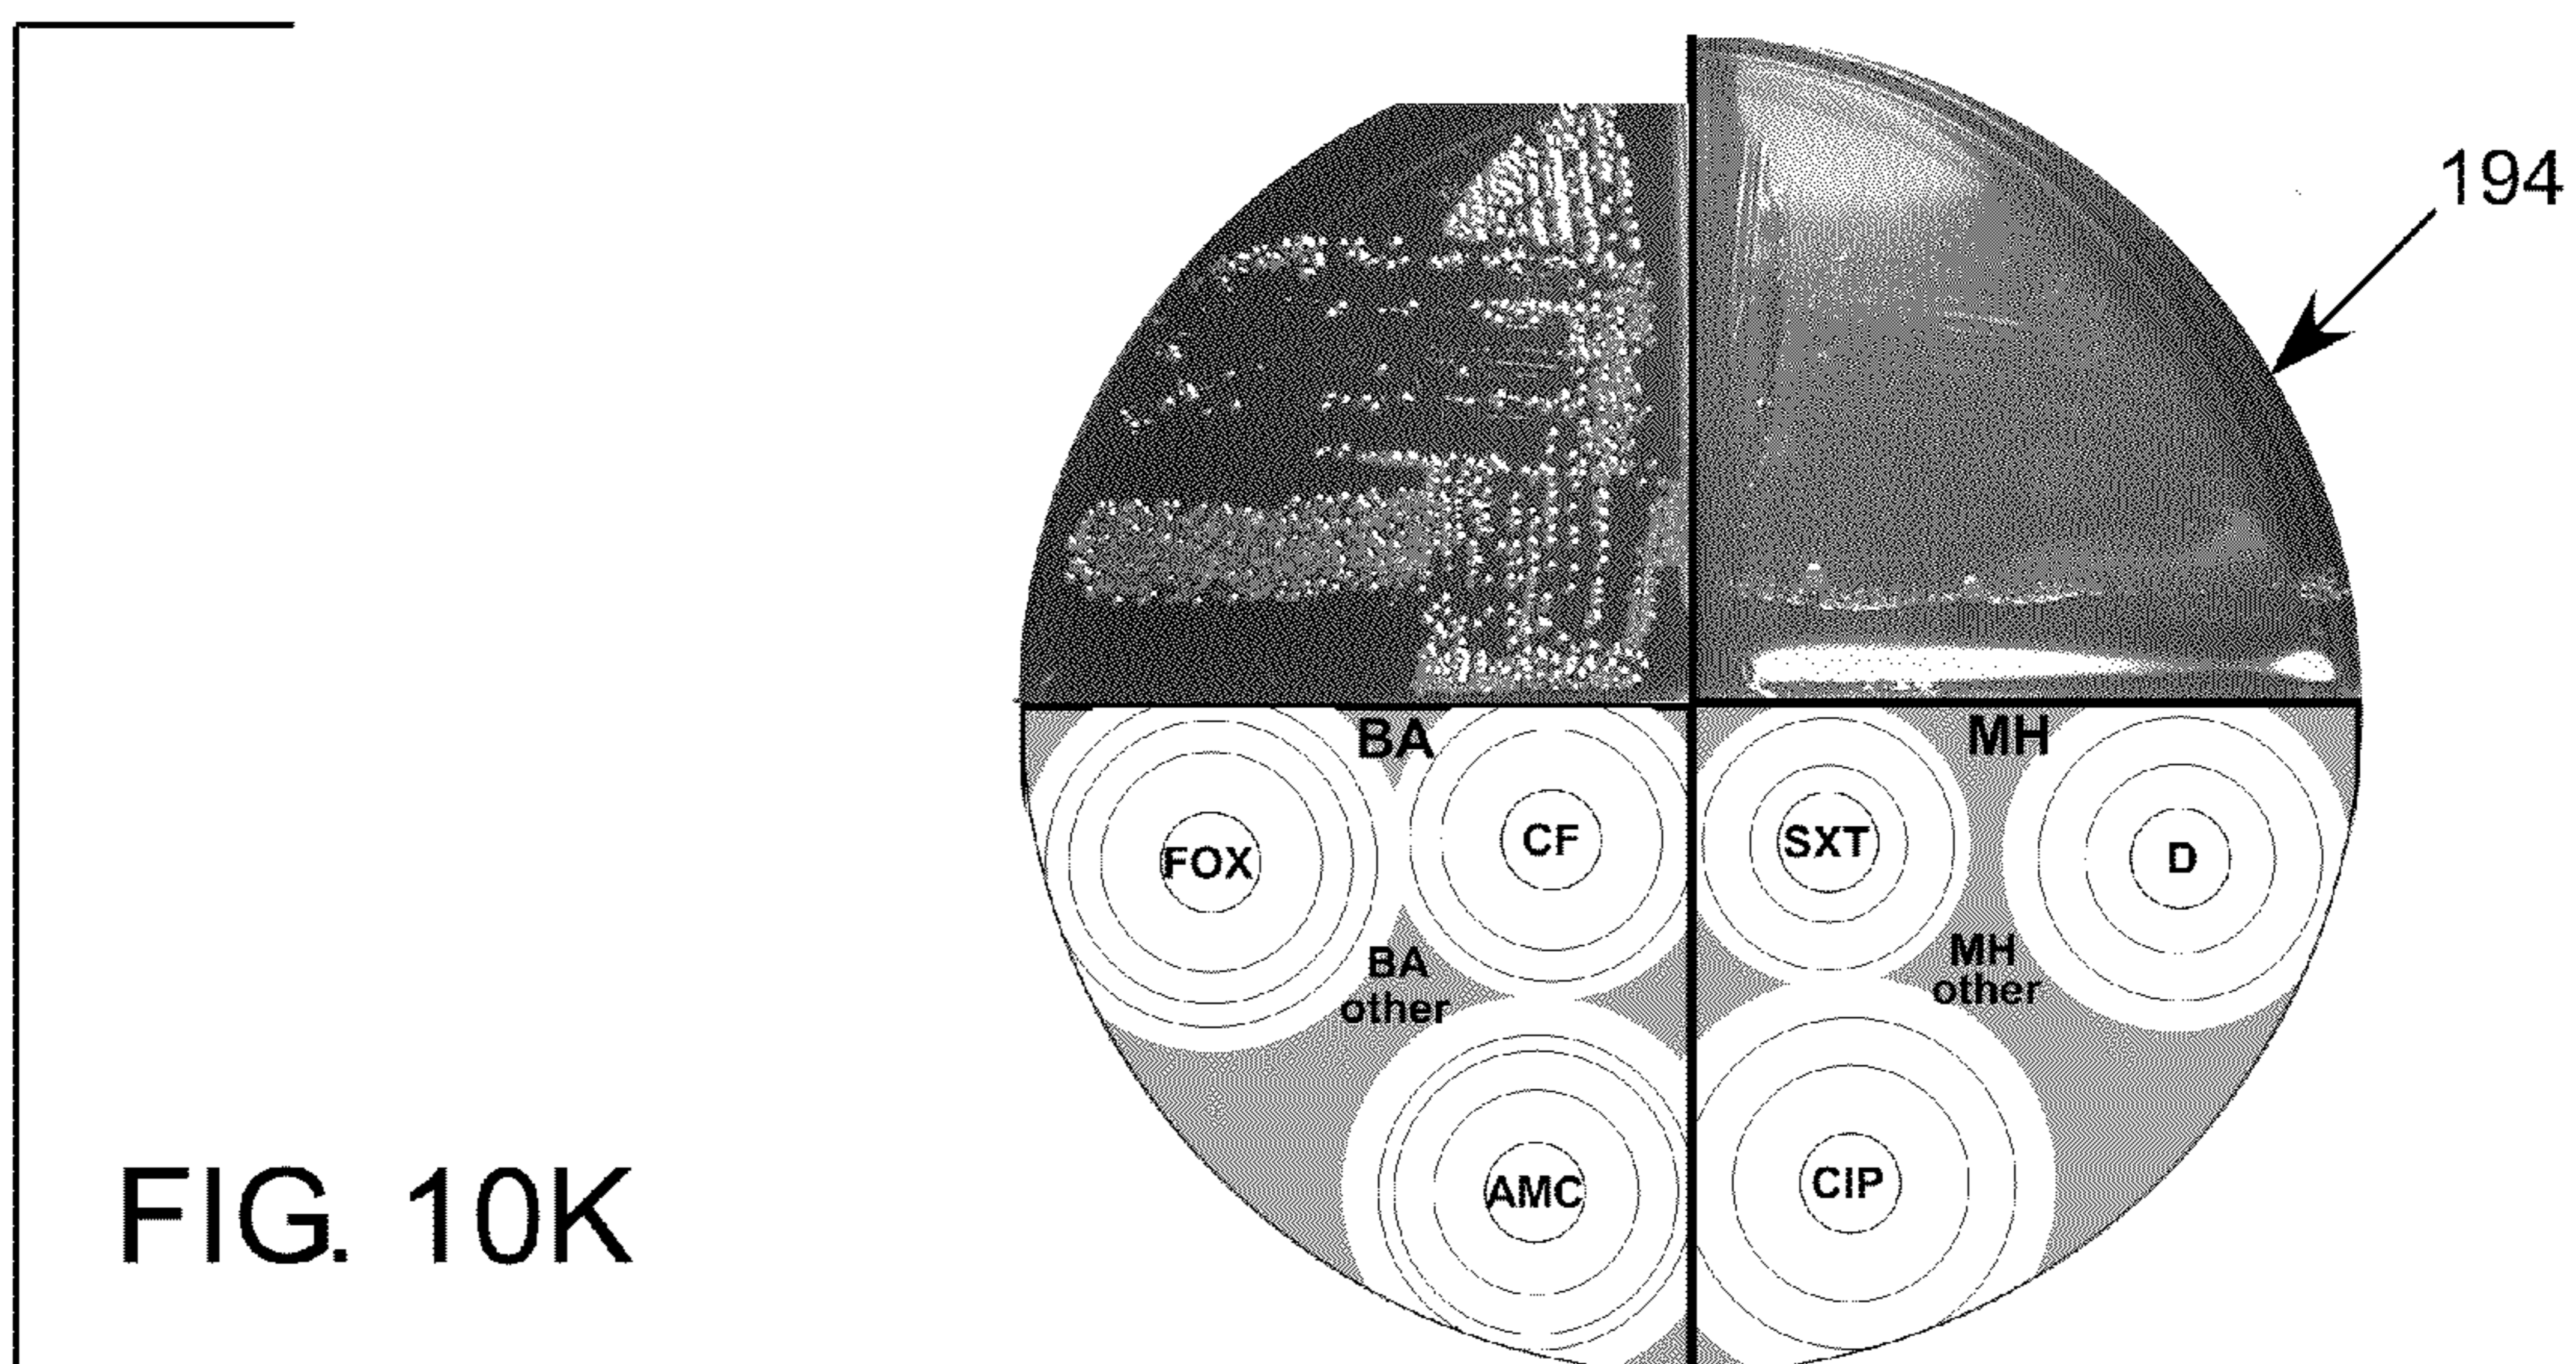 194
BA
MH
FOX
CF
SXT
D
BA
other
MH
other
AMC
CIP
FIG. 10K